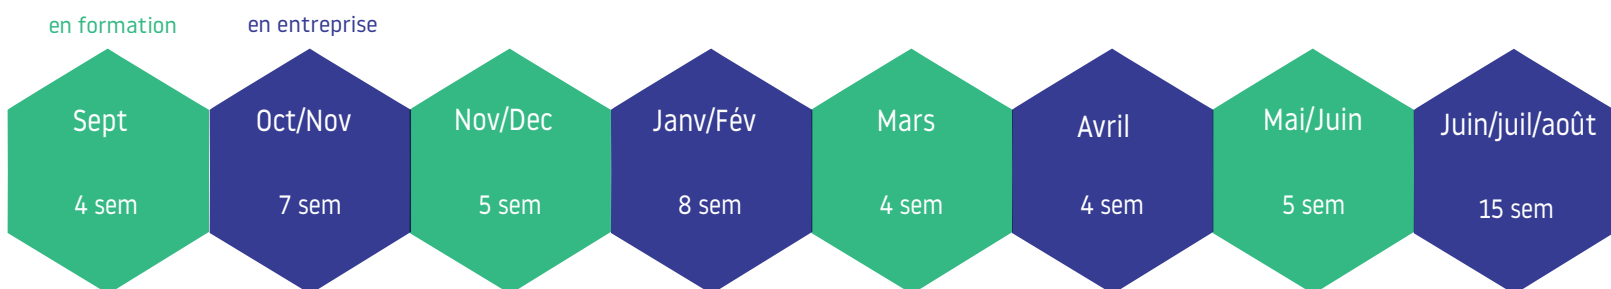 en formation
en entreprise
Sept
Oct/Nov
Nov/Dec
Janv/Fév
Mars
Avril
Mai/Juin
Juin/juil/août
4 sem
7 sem
5 sem
8 sem
4 sem
4 sem
5 sem
15 sem